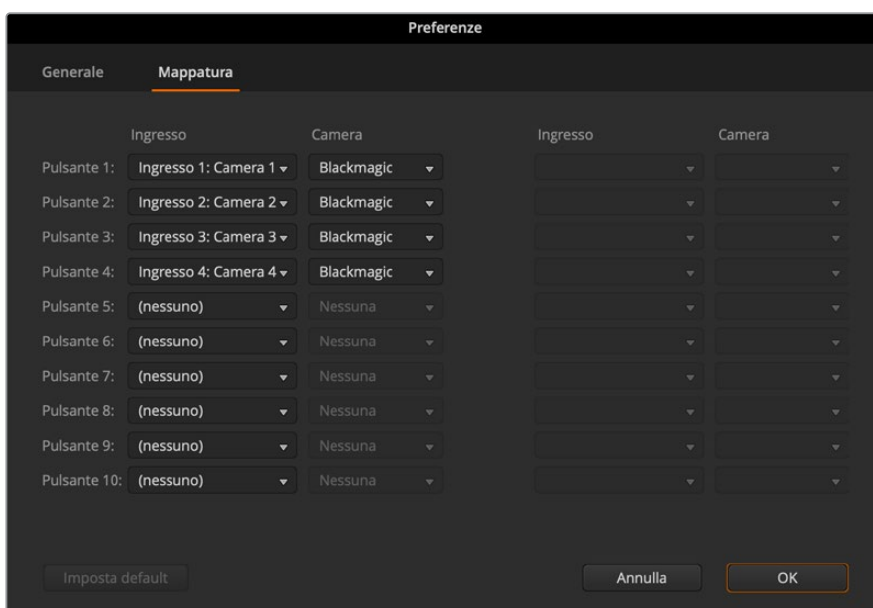 Preferenze
Generale Mappatura
Ingresso Camera Ingresso Camera
Pulsante 1: Ingresso 1: Camera 1 Blackmagic
Pulsante 2: Ingresso 2: Camera 2 Blackmagic
Pulsante 3: Ingresso 3: Camera 3 Blackmagic
Pulsante 4: Ingresso 4: Camera 4 Blackmagic
Pulsante 5: (nessuno) Nessuna
Pulsante 6: (nessuno) Nessuna
Pulsante 7: (nessuno) Nessuna
Pulsante 8: (nessuno) Nessuna
Pulsante 9: (nessuno) Nessuna
Pulsante 10: (nessuno) Nessuna
Imposta default Annulla OK